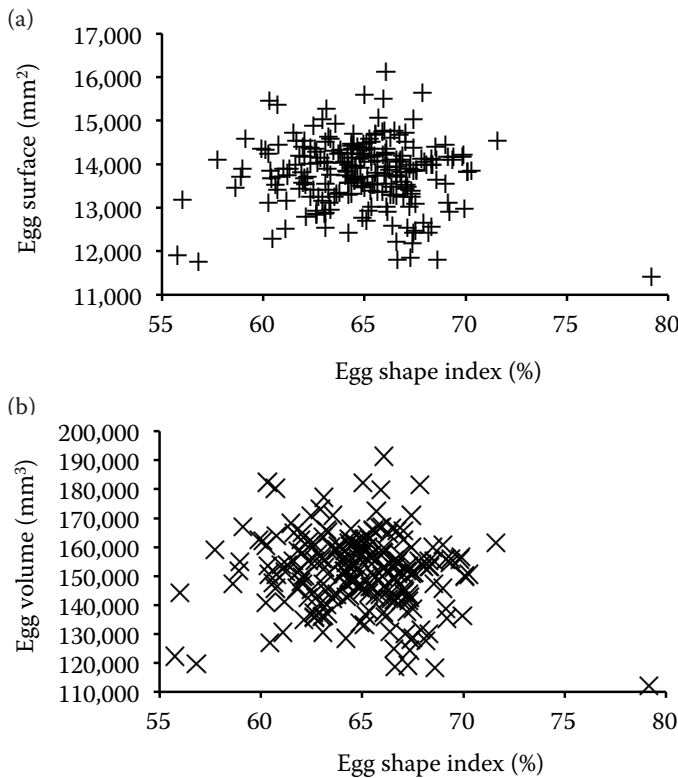 (a)
Egg surface (mm²)
17,000
16,000
15,000
14,000
13,000
12,000
11,000
55 60 65 70 75 80
Egg shape index (%)
(b)
Egg volume (mm³)
200,000
190,000
180,000
170,000
160,000
150,000
140,000
130,000
120,000
110,000
55 60 65 70 75 80
Egg shape index (%)